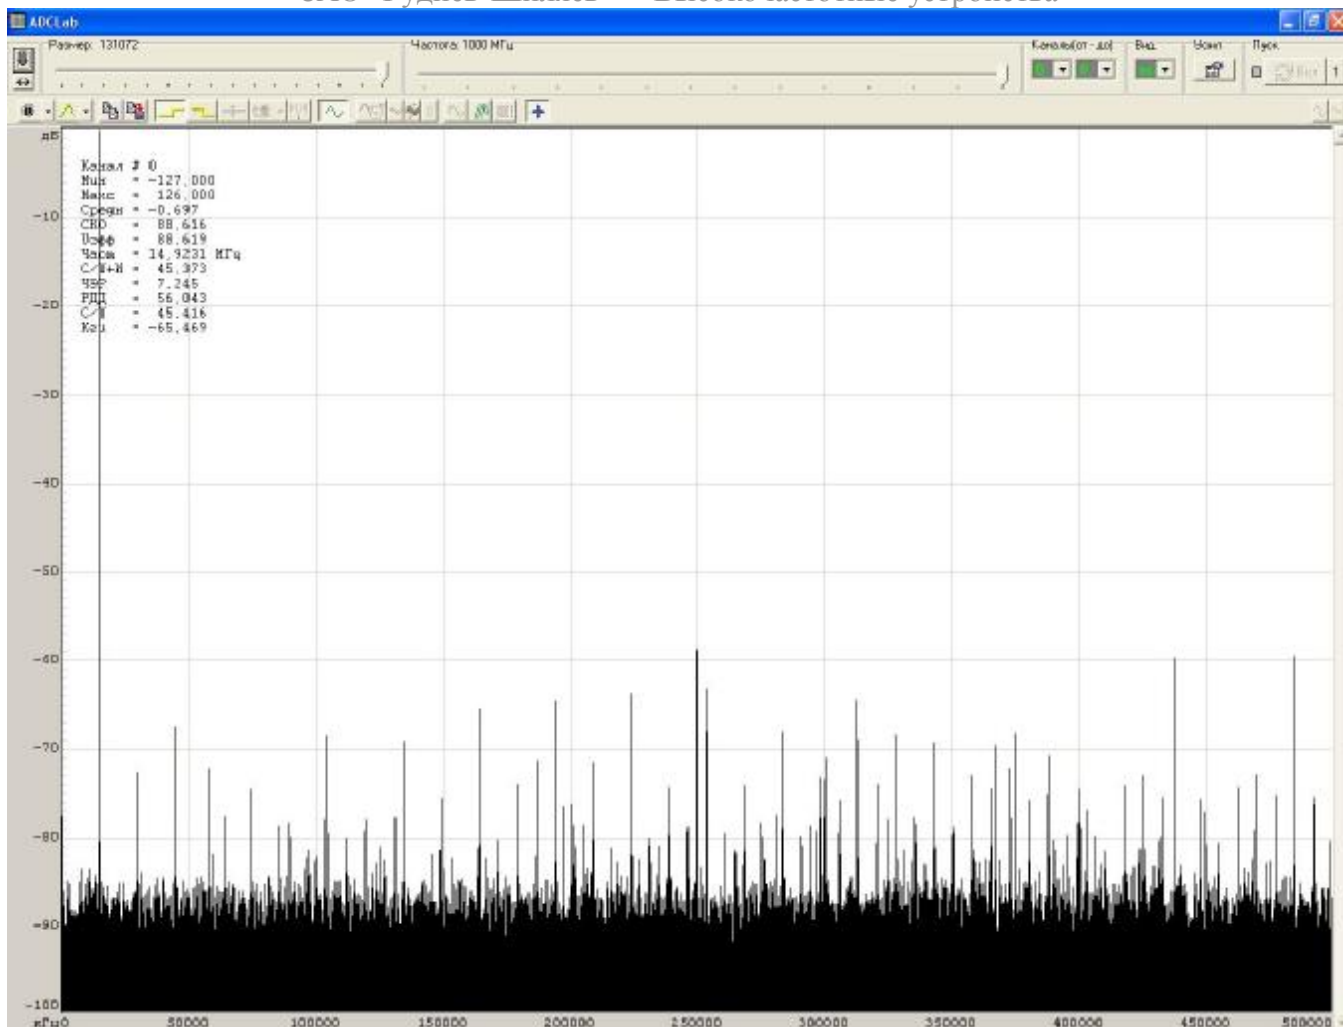 ADCLab
Размер: 131072
Частота: 1000 МГц
Каналы(от - до)
Вид
Пуск
1
дБ
Канал # 0
Мин = -127,000
Макс = 126,000
Средн = -0,697
СКО = 88,616
Uэфф = 88,619
Част = 14,9231 МГц
С/Ш+И = 45,373
ЧЭР = 7,245
РДД = 56,043
С/Ш = 45,416
Кги = -65,469
-10
-20
-30
-40
-50
-60
-70
-80
-90
-100
кГц 0 50000 100000 150000 200000 250000 300000 350000 400000 450000 500000